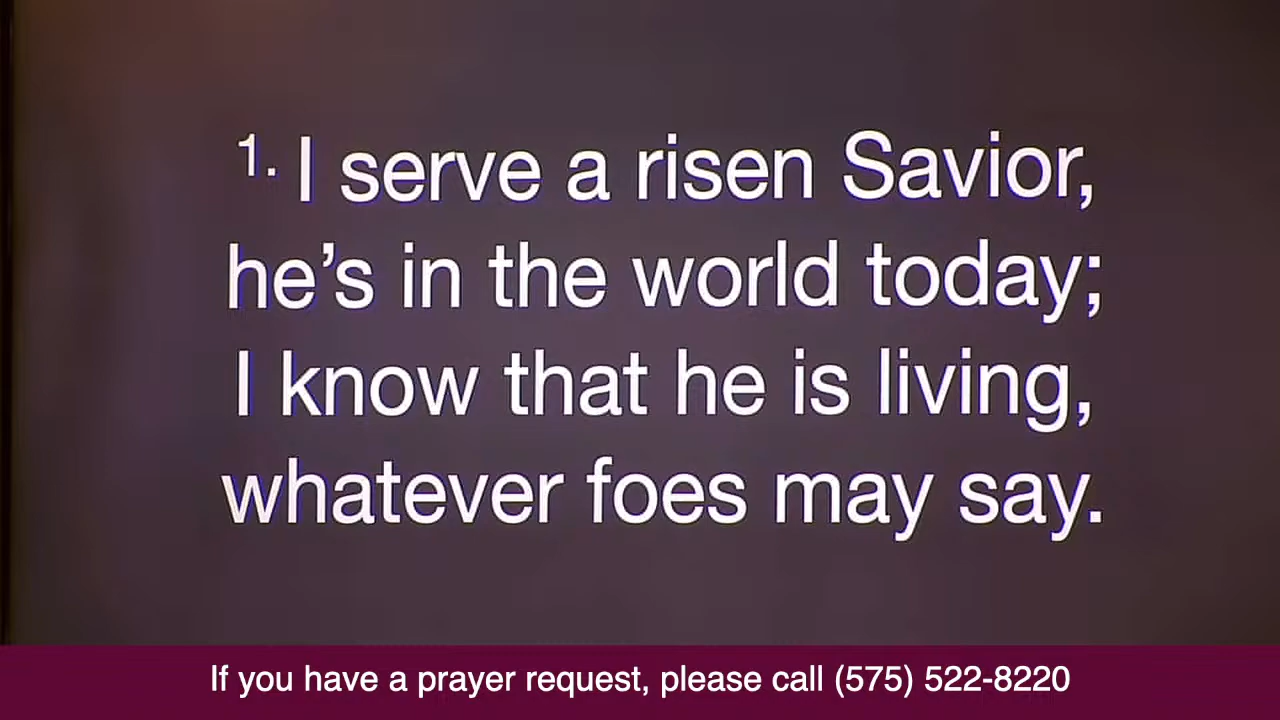 1. I serve a risen Savior,
he’s in the world today;
I know that he is living,
whatever foes may say.
If you have a prayer request, please call (575) 522-8220